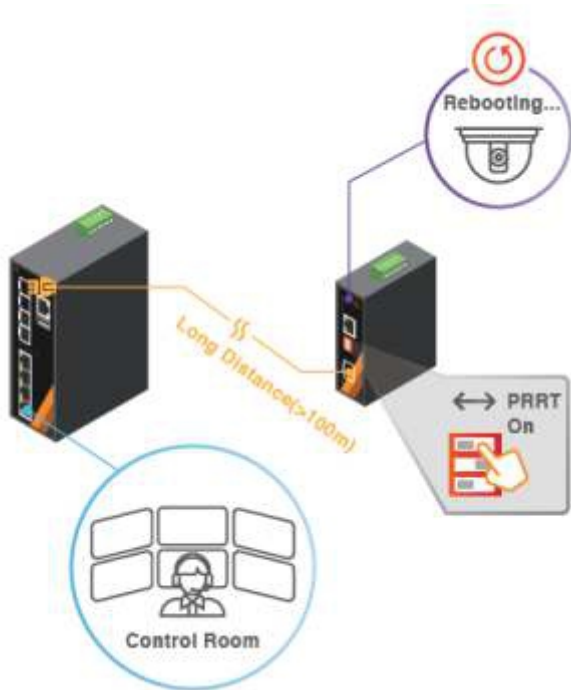 Rebooting...
Long Distance(>100m)
PRRT
On
Control Room